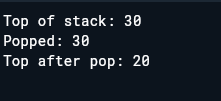 Top of stack: 30
Popped: 30
Top after pop: 20